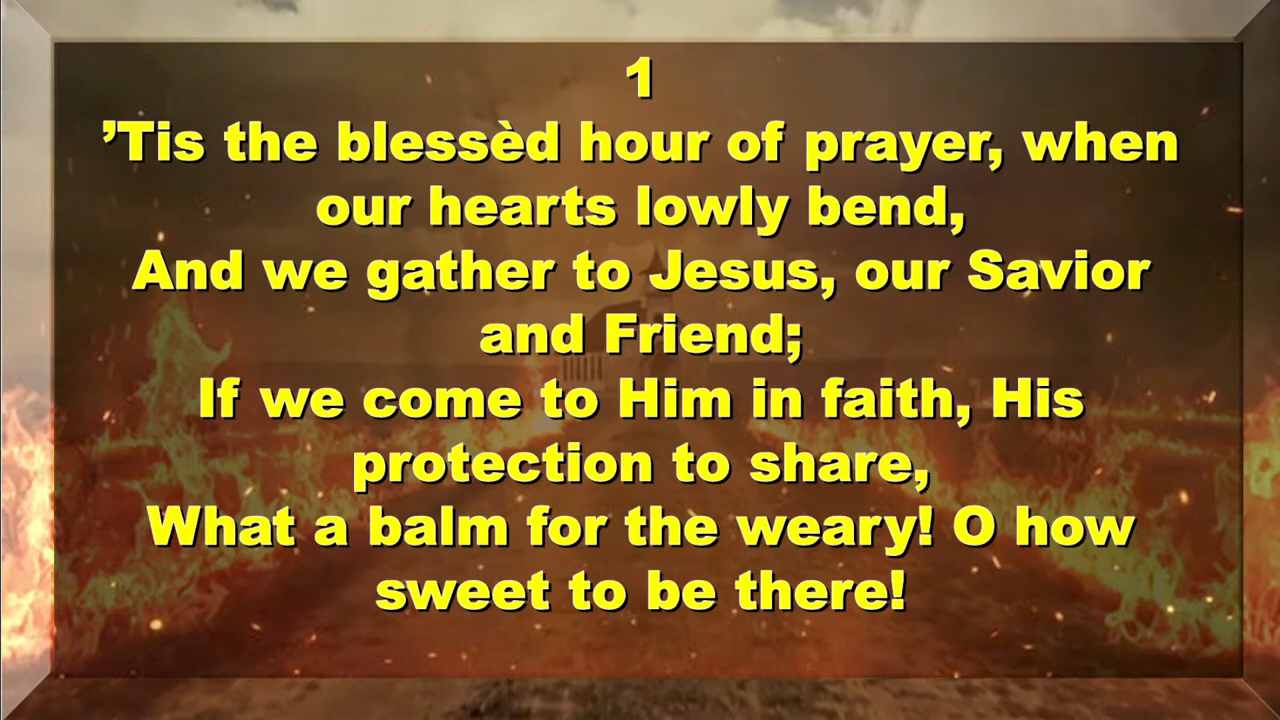 1
’Tis the blessèd hour of prayer, when
our hearts lowly bend,
And we gather to Jesus, our Savior
and Friend;
If we come to Him in faith, His
protection to share,
What a balm for the weary! O how
sweet to be there!